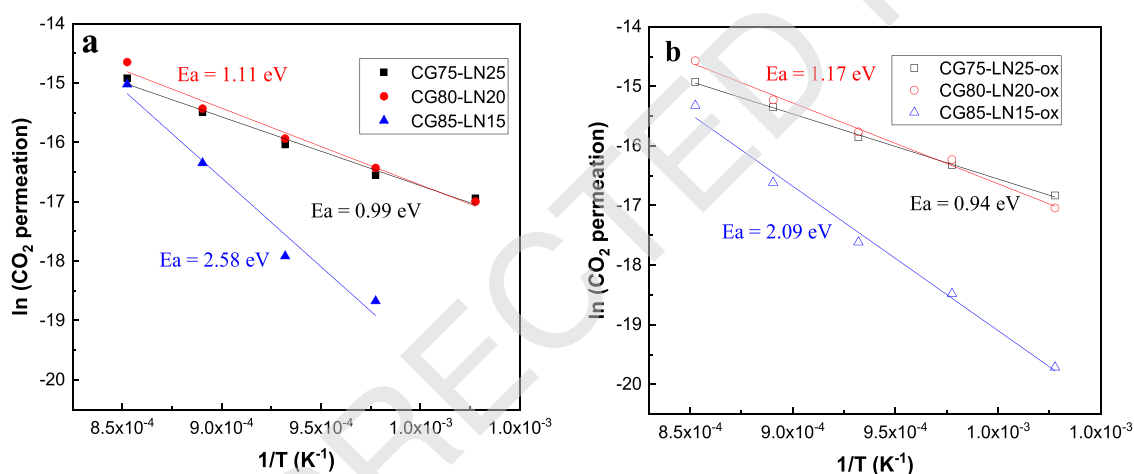 a
Ea = 1.11 eV
CG75-LN25
CG80-LN20
CG85-LN15
Ea = 0.99 eV
Ea = 2.58 eV
ln (CO₂ permeation)
-14
-15
-16
-17
-18
-19
-20
8.5x10⁻⁴
9.0x10⁻⁴
9.5x10⁻⁴
1.0x10⁻³
1.0x10⁻³
1/T (K⁻¹)
b
Ea = 1.17 eV
CG75-LN25-ox
CG80-LN20-ox
CG85-LN15-ox
Ea = 0.94 eV
Ea = 2.09 eV
ln (CO₂ permeation)
-14
-15
-16
-17
-18
-19
-20
8.5x10⁻⁴
9.0x10⁻⁴
9.5x10⁻⁴
1.0x10⁻³
1.0x10⁻³
1/T (K⁻¹)
RRECTED